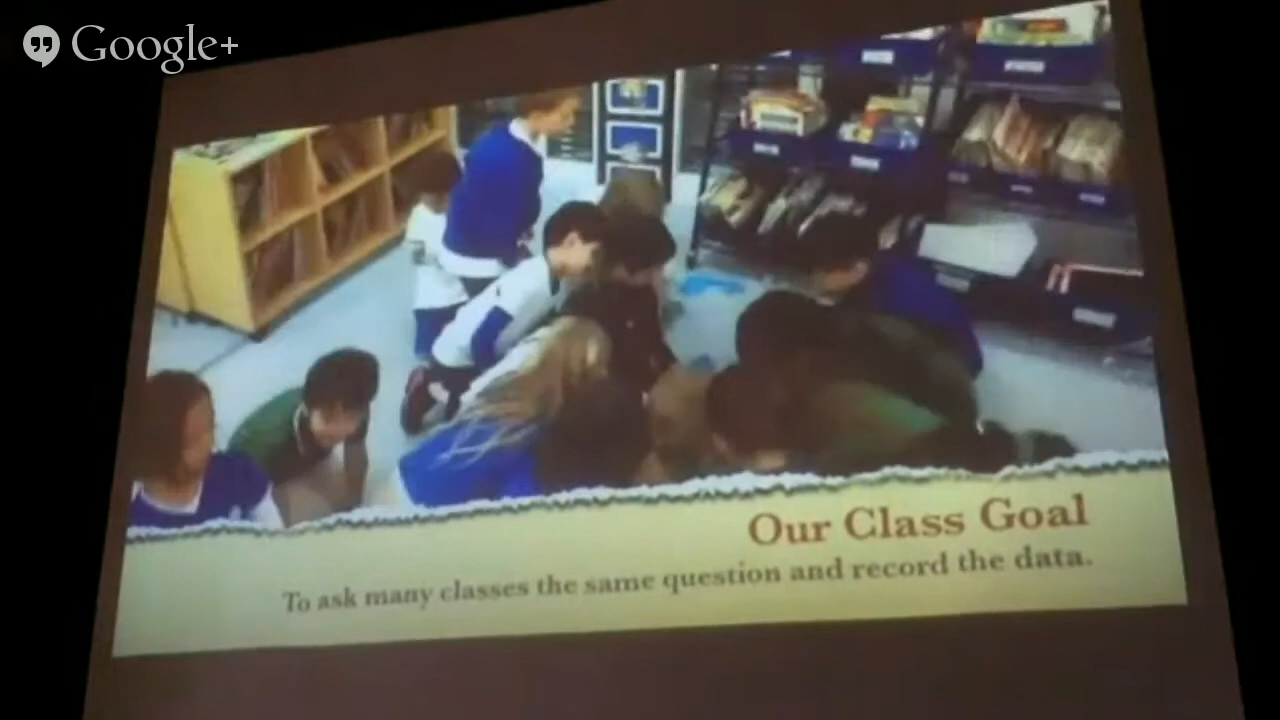 Google+
Our Class Goal
To ask many classes the same question and record the data.